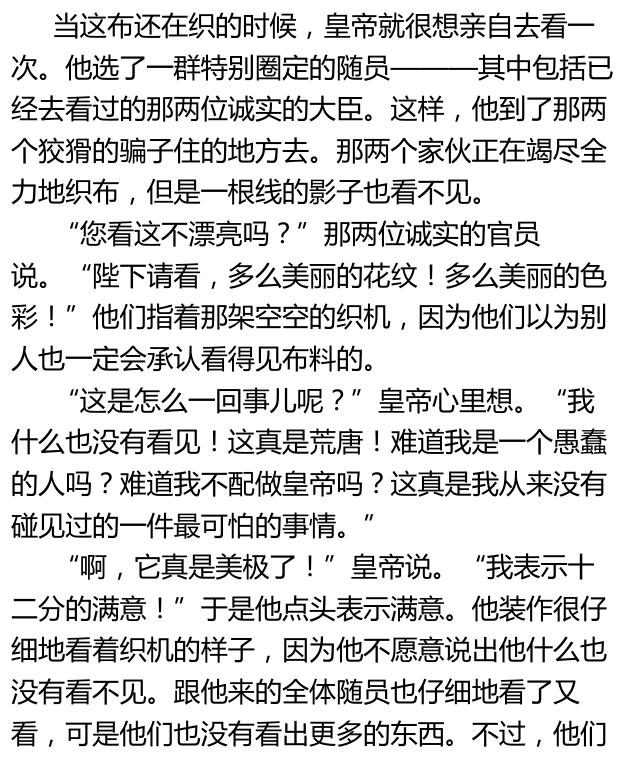 当这布还在织的时候，皇帝就很想亲自去看一
次。他选了一群特别圈定的随员———其中包括已
经去看过的那两位诚实的大臣。这样，他到了那两
个狡猾的骗子住的地方去。那两个家伙正在竭尽全
力地织布，但是一根线的影子也看不见。
“您看这不漂亮吗？”那两位诚实的官员
说。“陛下请看，多么美丽的花纹！多么美丽的色
彩！”他们指着那架空空的织机，因为他们以为别
人也一定会承认看得见布料的。
“这是怎么一回事儿呢？”皇帝心里想。“我
什么也没有看见！这真是荒唐！难道我是一个愚蠢
的人吗？难道我不配做皇帝吗？这真是我从来没有
碰见过的一件最可怕的事情。”
“啊，它真是美极了！”皇帝说。“我表示十
二分的满意！”于是他点头表示满意。他装作很仔
细地看着织机的样子，因为他不愿意说出他什么也
没有看不见。跟他来的全体随员也仔细地看了又
看，可是他们也没有看出更多的东西。不过，他们